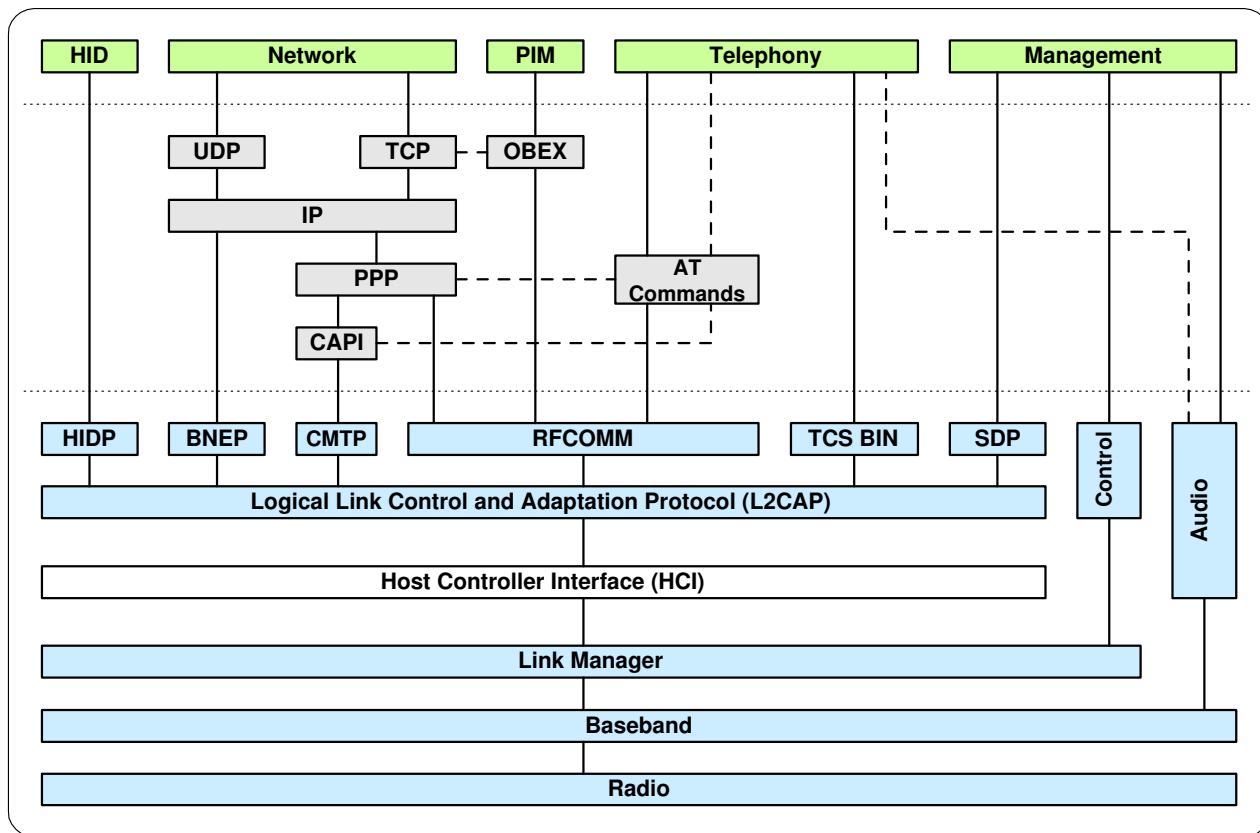 HID
Network
PIM
Telephony
Management
UDP
TCP
OBEX
IP
PPP
AT
Commands
CAPI
HIDP
BNEP
CMTP
RFCOMM
TCS BIN
SDP
Control
Audio
Logical Link Control and Adaptation Protocol (L2CAP)
Host Controller Interface (HCI)
Link Manager
Baseband
Radio